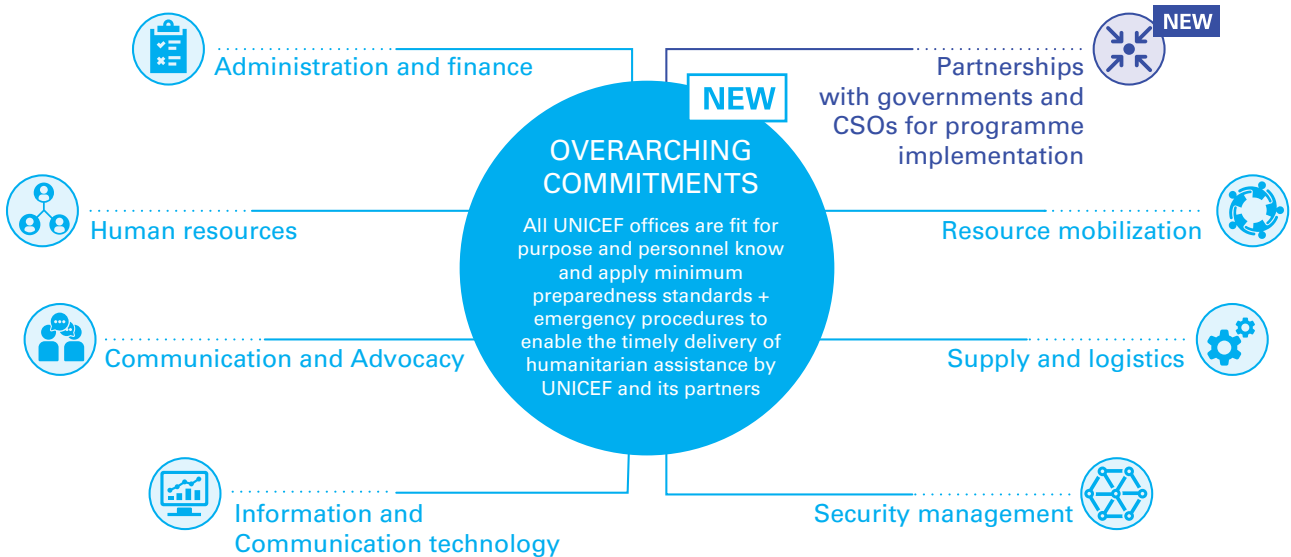 Administration and finance
NEW
Partnerships
with governments and
CSOs for programme
implementation
NEW
OVERARCHING
COMMITMENTS
All UNICEF offices are fit for
purpose and personnel know
and apply minimum
preparedness standards +
emergency procedures to
enable the timely delivery of
humanitarian assistance by
UNICEF and its partners
Human resources
Resource mobilization
Communication and Advocacy
Supply and logistics
Information and
Communication technology
Security management